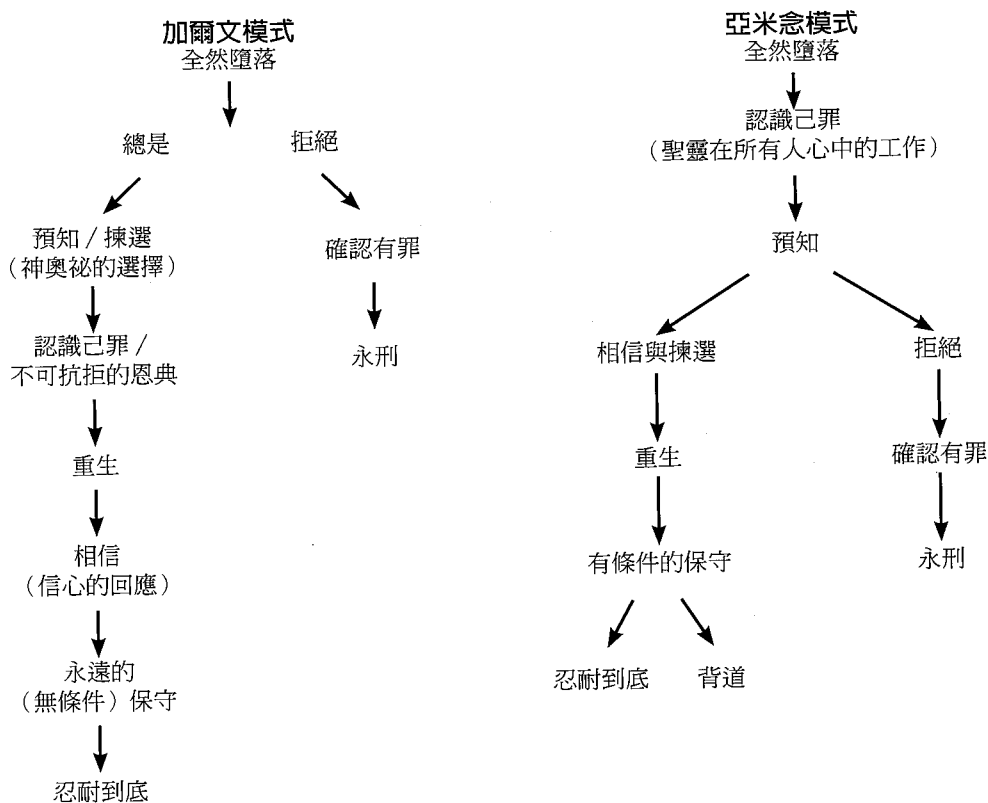 加爾文模式
全然墮落
總是
拒絕
預知／揀選
（神奧祕的選擇）
確認有罪
認識己罪／
不可抗拒的恩典
永刑
重生
相信
（信心的回應）
永遠的
（無條件）保守
忍耐到底
亞米念模式
全然墮落
認識己罪
（聖靈在所有人心中的工作）
預知
相信與揀選
拒絕
重生
確認有罪
有條件的保守
永刑
忍耐到底
背道